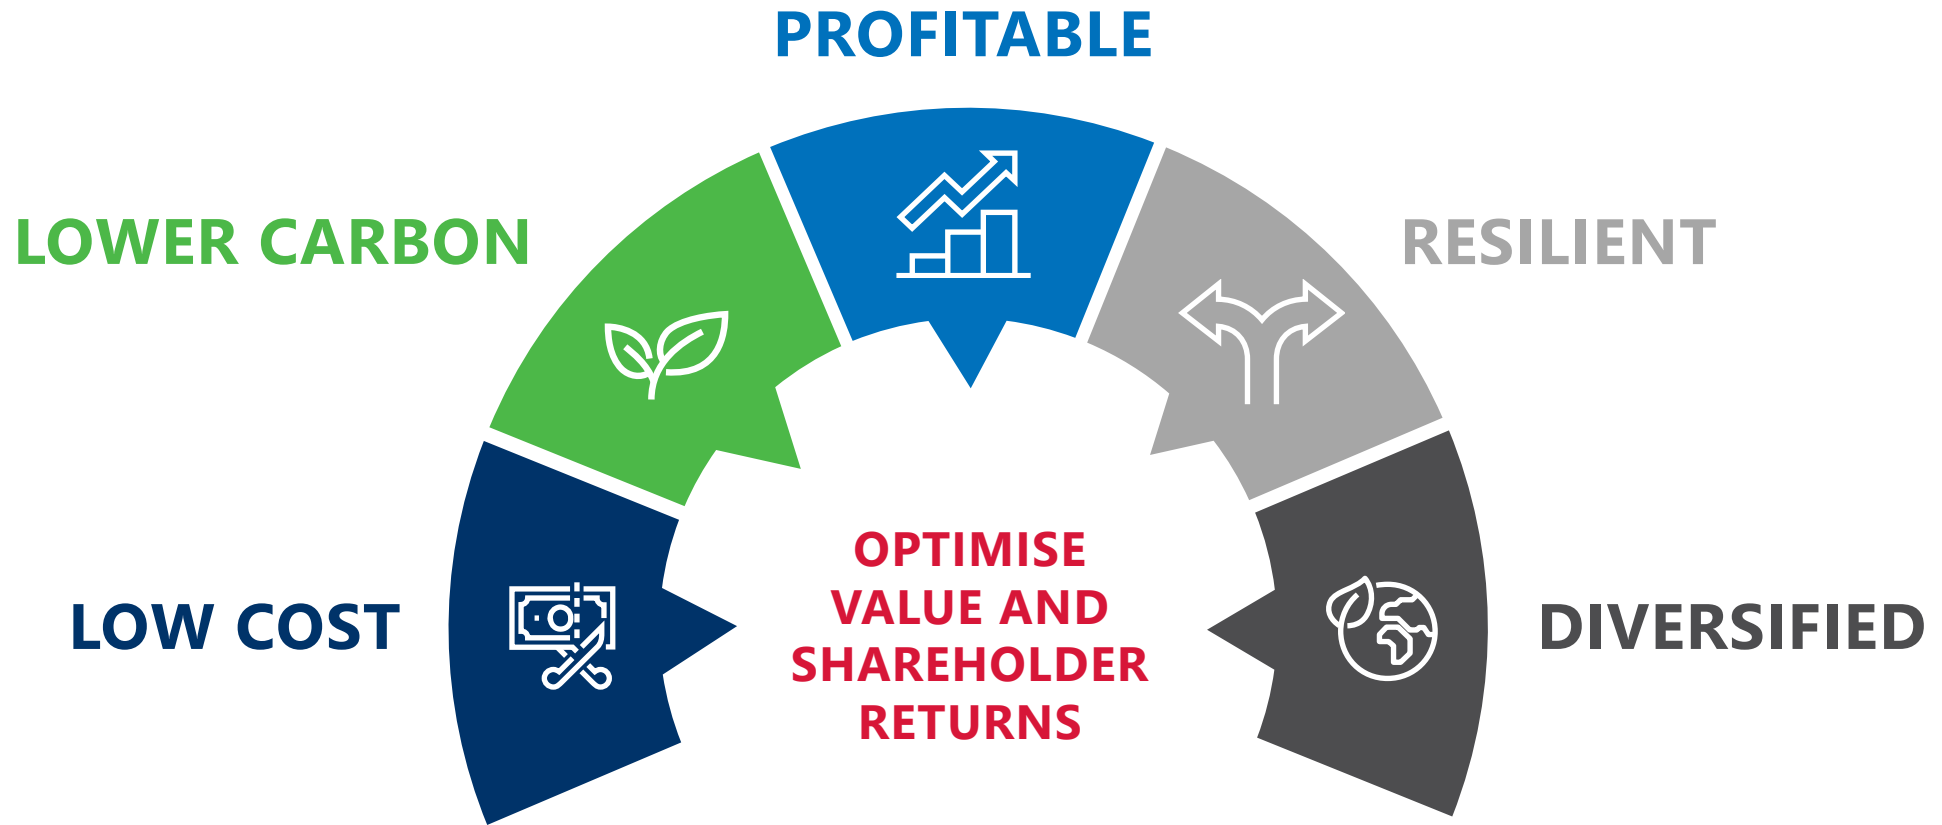 PROFITABLE
LOWER CARBON
RESILIENT
LOW COST
OPTIMISE
VALUE AND
SHAREHOLDER
RETURNS
DIVERSIFIED